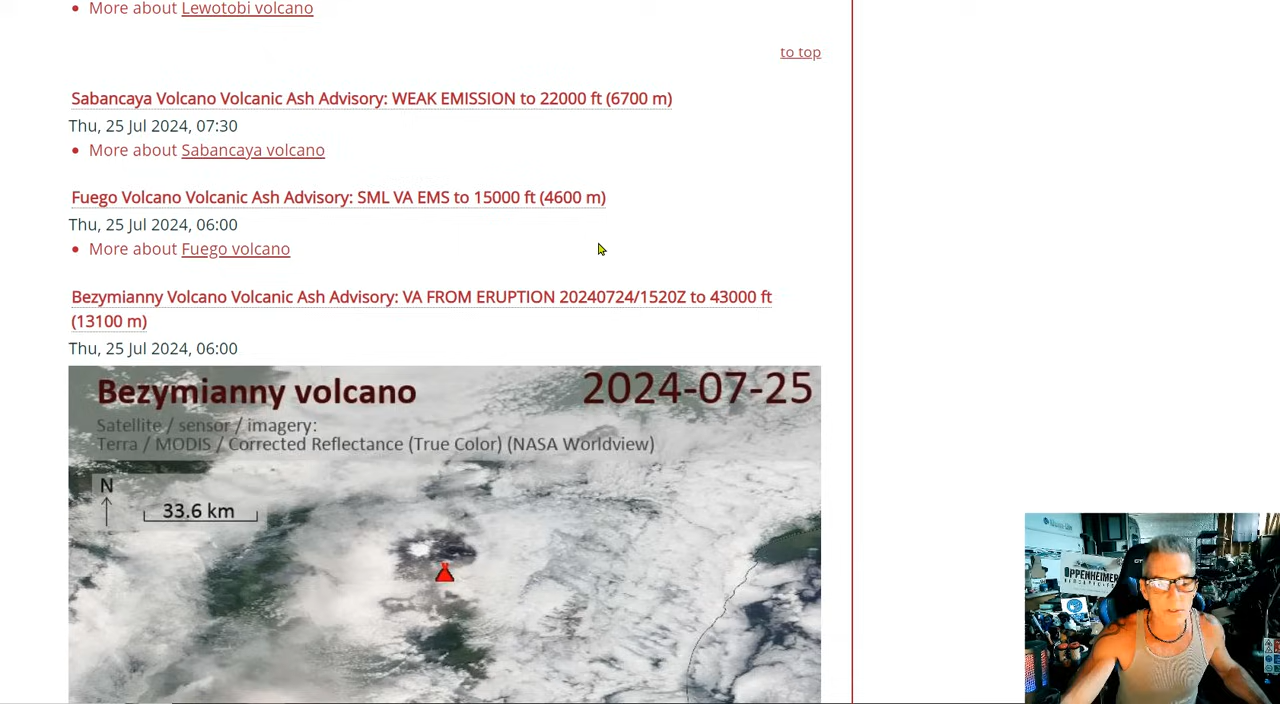 More about Lewotobi volcano
to top
Sabancaya Volcano Volcanic Ash Advisory: WEAK EMISSION to 22000 ft (6700 m)
Thu, 25 Jul 2024, 07:30
More about Sabancaya volcano
Fuego Volcano Volcanic Ash Advisory: SML VA EMS to 15000 ft (4600 m)
Thu, 25 Jul 2024, 06:00
More about Fuego volcano
Bezymianny Volcano Volcanic Ash Advisory: VA FROM ERUPTION 20240724/1520Z to 43000 ft
(13100 m)
Thu, 25 Jul 2024, 06:00
Bezymianny volcano
2024-07-25
Satellite / sensor / imagery:
Terra / MODIS / Corrected Reflectance (True Color) (NASA Worldview)
N
33.6 km
OPPENHEIMER